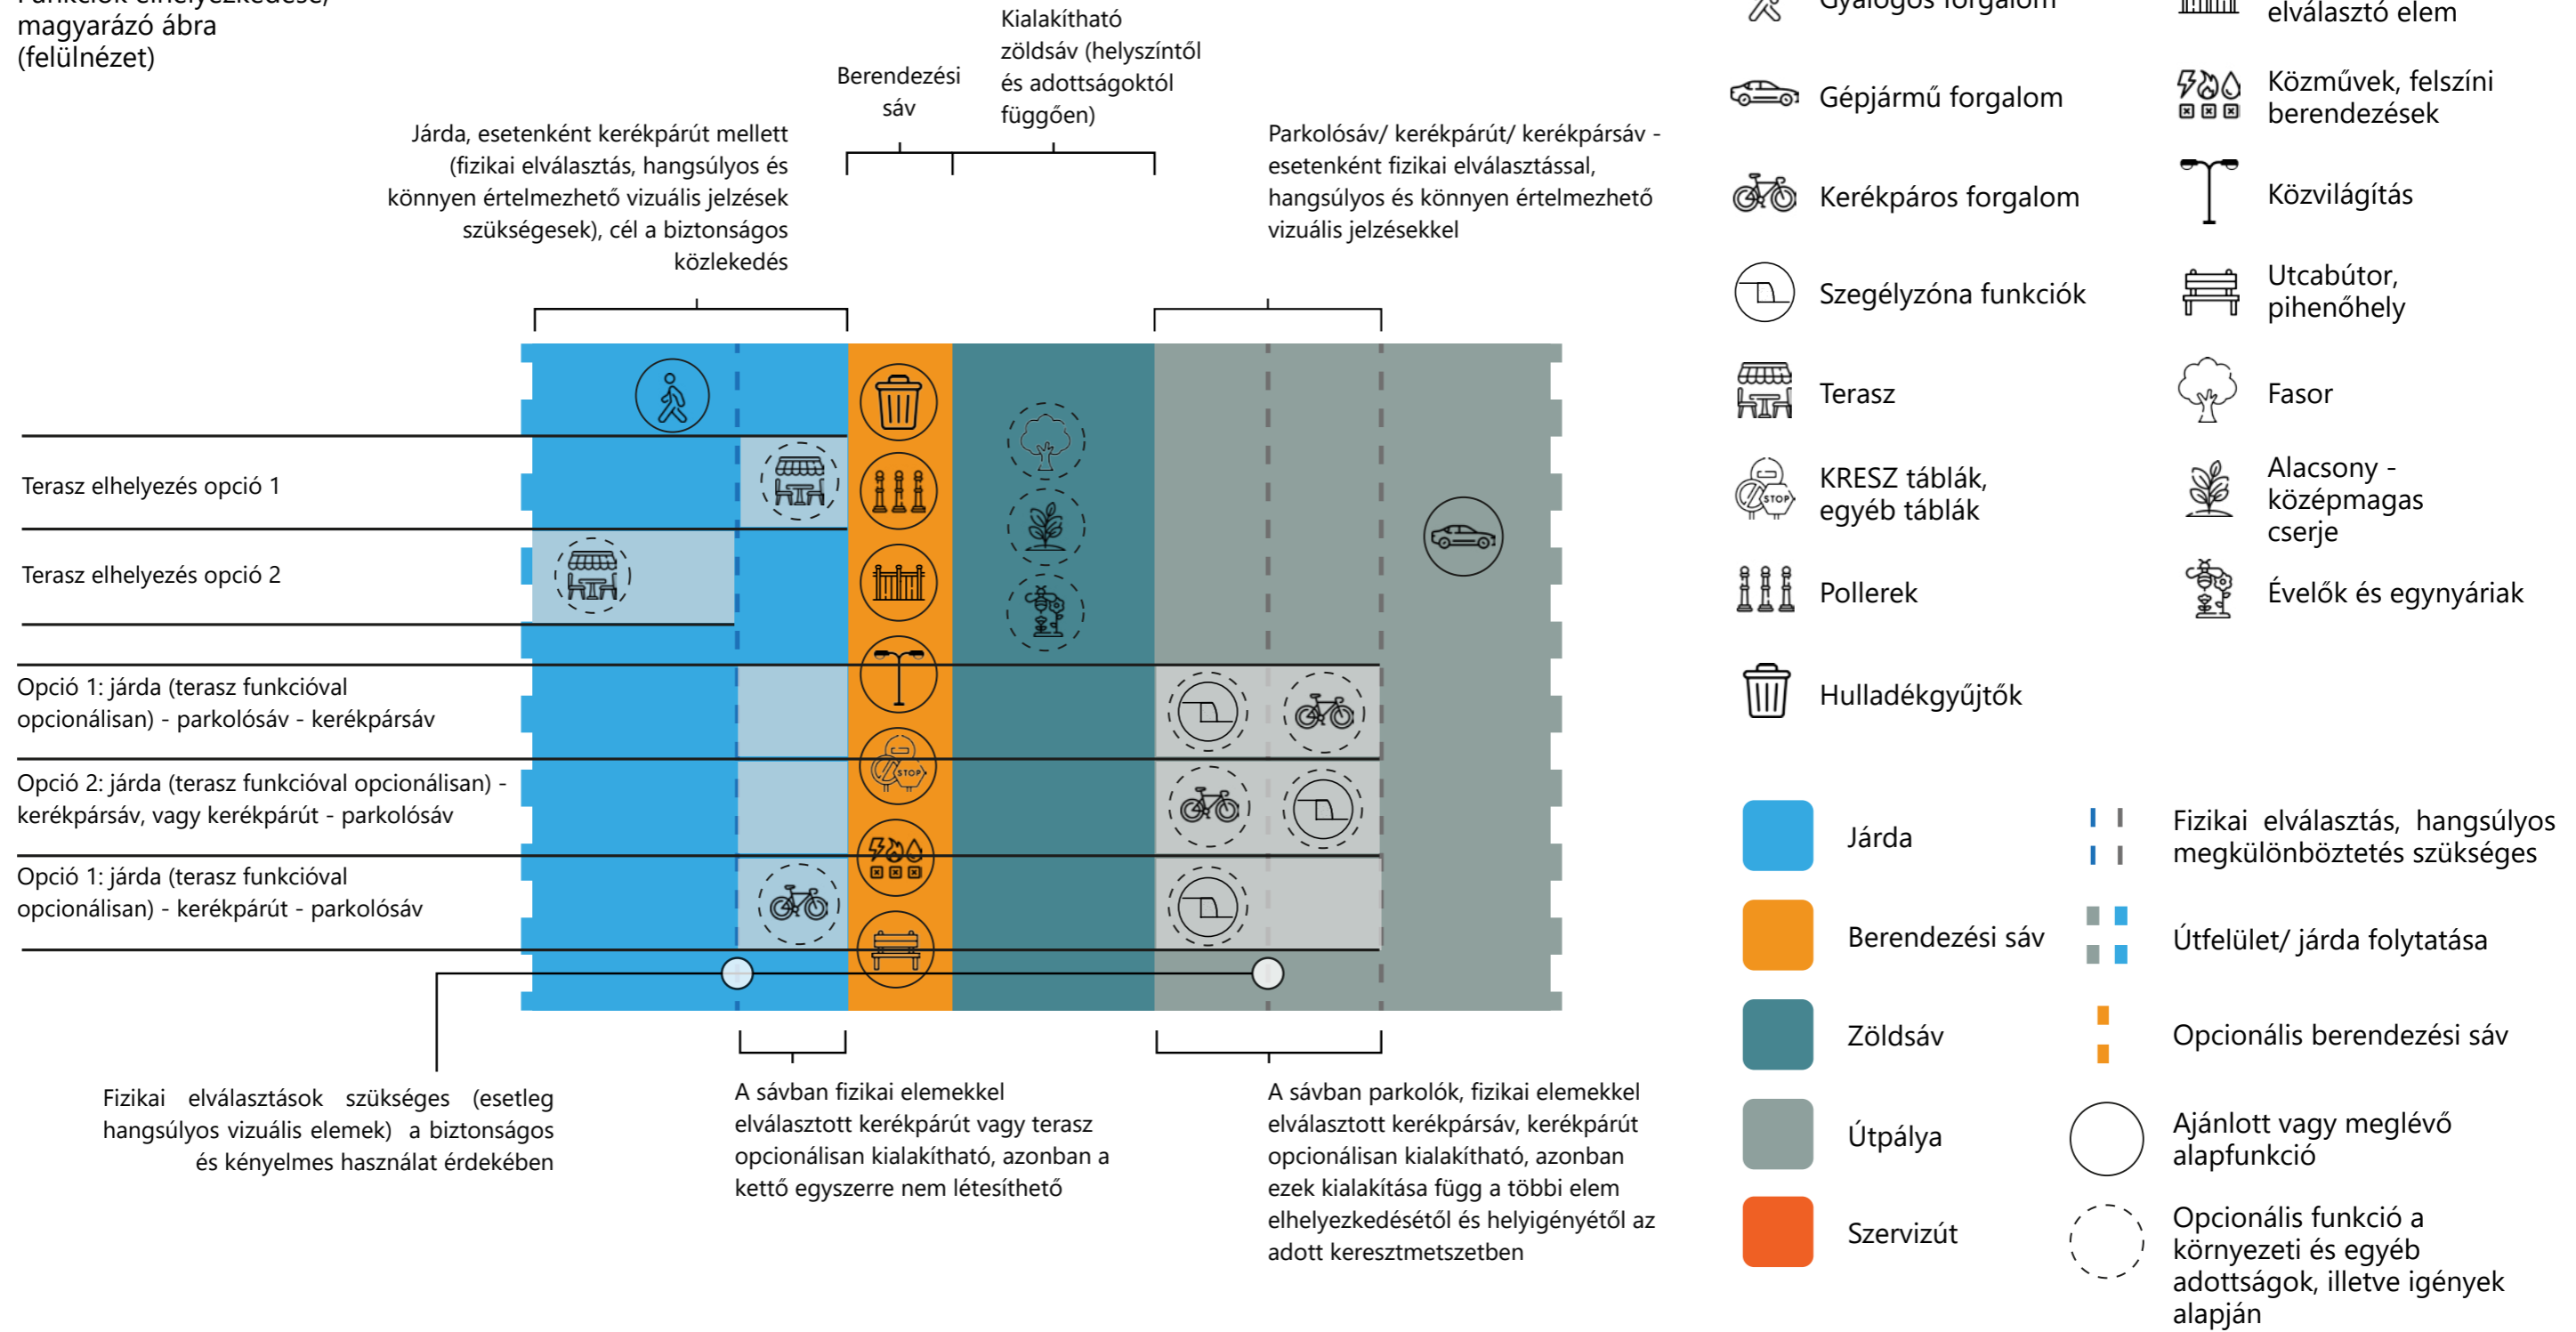 Funkciók elhelyezkedése,
magyarázó ábra
(felülnézet)
Kialakítható
zöldsáv (helyszíntől
és adottságoktól
függően)
Berendezési
sáv
Járda, esetenként kerékpárút mellett
(fizikai elválasztás, hangsúlyos és
könnyen értelmezhető vizuális jelzések
szükségesek), cél a biztonságos
közlekedés
Parkolósáv/ kerékpárút/ kerékpársáv -
esetenként fizikai elválasztással,
hangsúlyos és könnyen értelmezhető
vizuális jelzésekkel
Terasz elhelyezés opció 1
Terasz elhelyezés opció 2
Opció 1: járda (terasz funkcióval
opcionálisan) - parkolósáv - kerékpársáv
Opció 2: járda (terasz funkcióval opcionálisan) -
kerékpársáv, vagy kerékpárút - parkolósáv
Opció 1: járda (terasz funkcióval
opcionálisan) - kerékpárút - parkolósáv
STOP
Fizikai elválasztások szükséges (esetleg
hangsúlyos vizuális elemek) a biztonságos
és kényelmes használat érdekében
A sávban fizikai elemekkel
elválasztott kerékpárút vagy terasz
opcionálisan kialakítható, azonban a
kettő egyszerre nem létesíthető
A sávban parkolók, fizikai elemekkel
elválasztott kerékpársáv, kerékpárút
opcionálisan kialakítható, azonban
ezek kialakítása függ a többi elem
elhelyezkedésétől és helyigényétől az
adott keresztmetszetben
Gyalogos forgalom
Gépjármű forgalom
Kerékpáros forgalom
Szegélyzóna funkciók
Terasz
STOP
KRESZ táblák,
egyéb táblák
Pollerek
Hulladékgyűjtők
elválasztó elem
Közművek, felszíni
berendezések
Közvilágítás
Utcabútor,
pihenőhely
Fasor
Alacsony -
középmagas
cserje
Évelők és egynyáriak
Járda
Berendezési sáv
Zöldsáv
Útpálya
Szervizút
Fizikai elválasztás, hangsúlyos
megkülönböztetés szükséges
Útfelület/ járda folytatása
Opcionális berendezési sáv
Ajánlott vagy meglévő
alapfunkció
Opcionális funkció a
környezeti és egyéb
adottságok, illetve igények
alapján